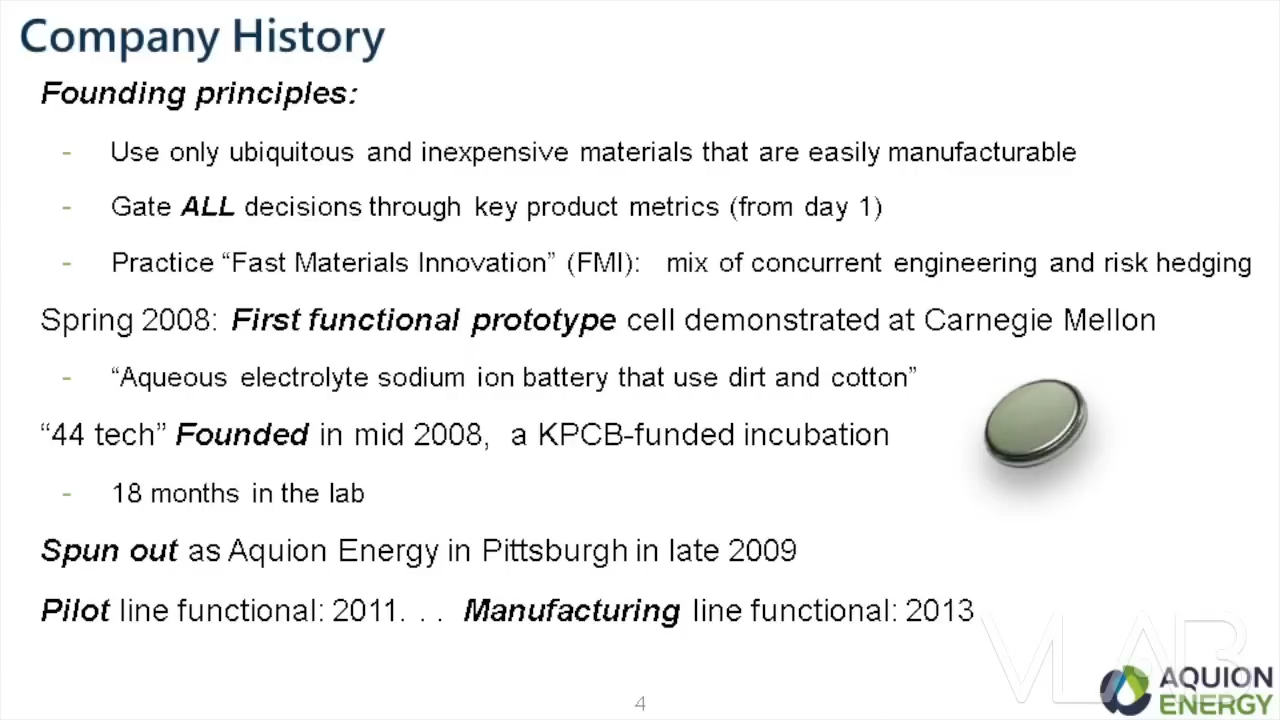 Company History
Founding principles:
- Use only ubiquitous and inexpensive materials that are easily manufacturable
- Gate ALL decisions through key product metrics (from day 1)
- Practice “Fast Materials Innovation” (FMI): mix of concurrent engineering and risk hedging
Spring 2008: First functional prototype cell demonstrated at Carnegie Mellon
- “Aqueous electrolyte sodium ion battery that use dirt and cotton”
“44 tech” Founded in mid 2008, a KPCB-funded incubation
- 18 months in the lab
Spun out as Aquion Energy in Pittsburgh in late 2009
Pilot line functional: 2011. . . Manufacturing line functional: 2013
VLAB
AQUION
ENERGY
4